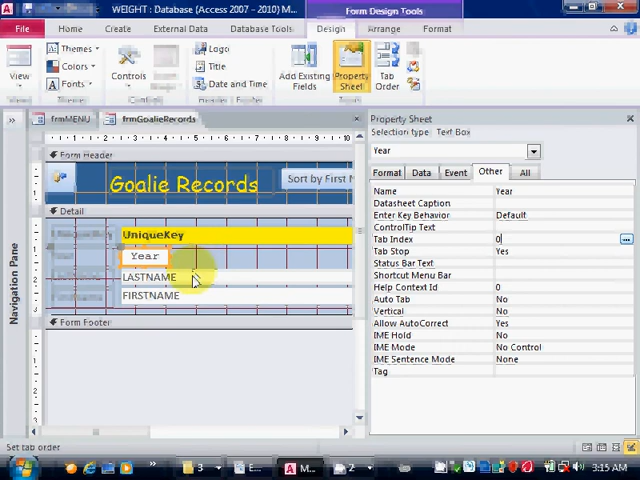 WEIGHT : Database (Access 2007 - 2010) M...
Form Design Tools
File
Home
Create
External Data
Database Tools
Design
Arrange
Format
View
Themes
Colors
Fonts
Controls
Logo
Title
Date and Time
Add Existing
Fields
Property
Sheet
Tab
Order
frmMENU
frmGoalieRecords
Form Header
Goalie Records
Sort by First N
Detail
UniqueKey
Year
LASTNAME
FIRSTNAME
Form Footer
Navigation Pane
Property Sheet
Selection type: Text Box
Year
Format
Data
Event
Other
All
Name Year
Datasheet Caption
Enter Key Behavior Default
ControlTip Text
Tab Index 0
Tab Stop Yes
Status Bar Text
Shortcut Menu Bar
Help Context Id 0
Auto Tab No
Vertical No
Allow AutoCorrect Yes
IME Hold No
IME Mode No Control
IME Sentence Mode None
Tag
Set tab order
3
E...
M...
2
3:15 AM